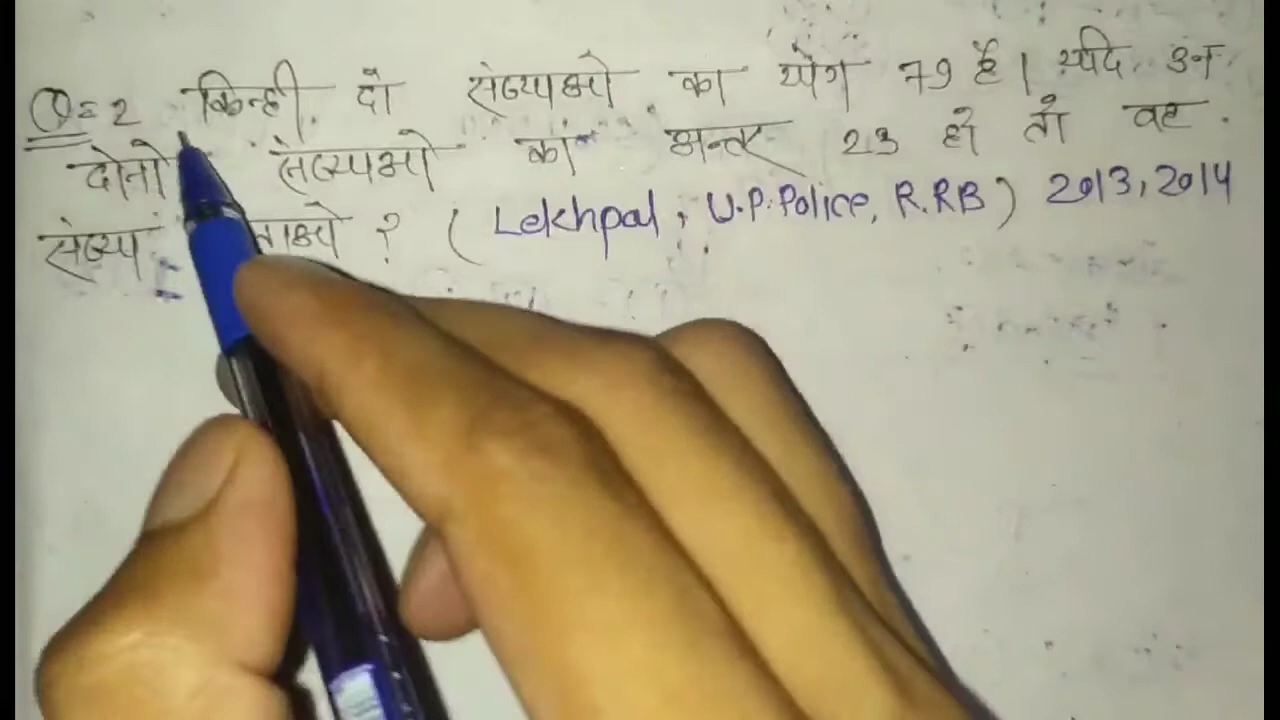 Q=2 किन्ही दो संख्याओ का योग 79 है। यदि उन
दोनो संख्याओ का अन्तर 23 हो तो वह
संख्या ? (Lekhpal, U.P. Police, R.RB) 2013, 2014